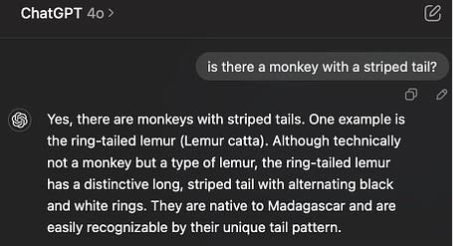 ChatGPT 4o >
is there a monkey with a striped tail?
Yes, there are monkeys with striped tails. One example is
the ring-tailed lemur (Lemur catta). Although technically
not a monkey but a type of lemur, the ring-tailed lemur
has a distinctive long, striped tail with alternating black
and white rings. They are native to Madagascar and are
easily recognizable by their unique tail pattern.